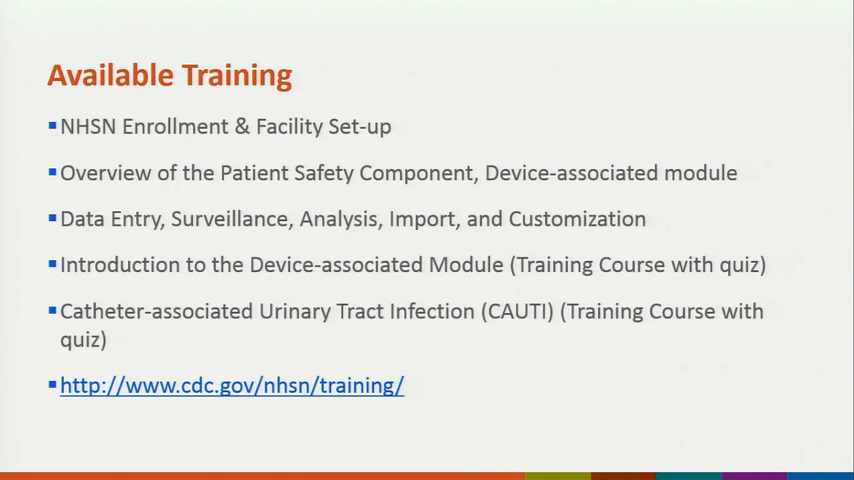 Available Training
▪NHSN Enrollment & Facility Set-up
▪Overview of the Patient Safety Component, Device-associated module
▪Data Entry, Surveillance, Analysis, Import, and Customization
▪Introduction to the Device-associated Module (Training Course with quiz)
▪Catheter-associated Urinary Tract Infection (CAUTI) (Training Course with
quiz)
▪http://www.cdc.gov/nhsn/training/